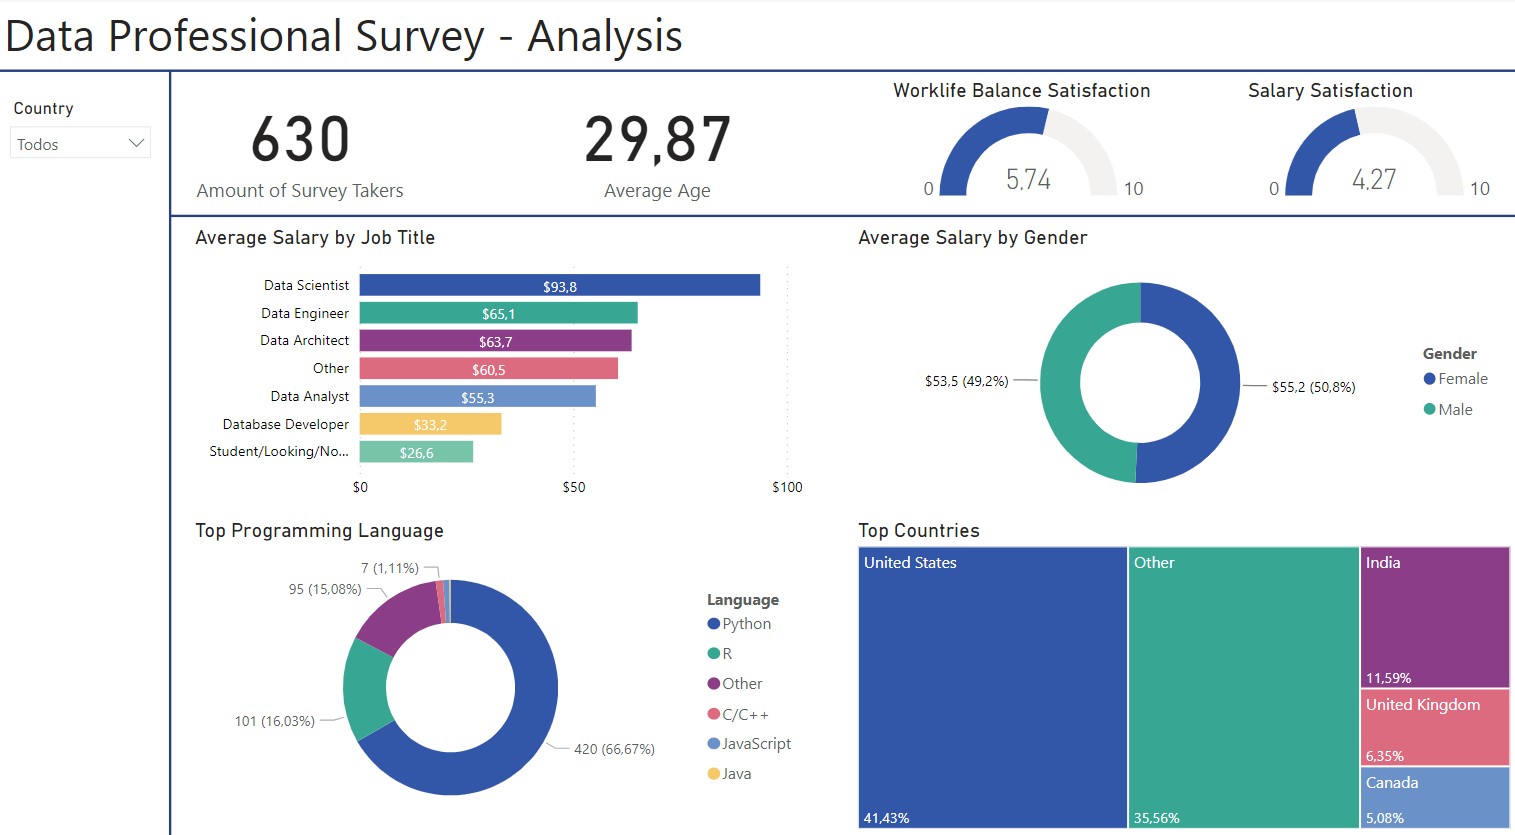 Data Professional Survey - Analysis
Country
Todos
630
Amount of Survey Takers
29,87
Average Age
Worklife Balance Satisfaction
0
5,74
10
Salary Satisfaction
0
4,27
10
Average Salary by Job Title
Data Scientist
$93,8
Data Engineer
$65,1
Data Architect
$63,7
Other
$60,5
Data Analyst
$55,3
Database Developer
$33,2
Student/Looking/No...
$26,6
$0
$50
$100
Average Salary by Gender
$53,5 (49,2%)
$55,2 (50,8%)
Gender
Female
Male
Top Programming Language
7 (1,11%)
95 (15,08%)
101 (16,03%)
420 (66,67%)
Language
Python
R
Other
C/C++
JavaScript
Java
Top Countries
United States
41,43%
Other
35,56%
India
11,59%
United Kingdom
6,35%
Canada
5,08%